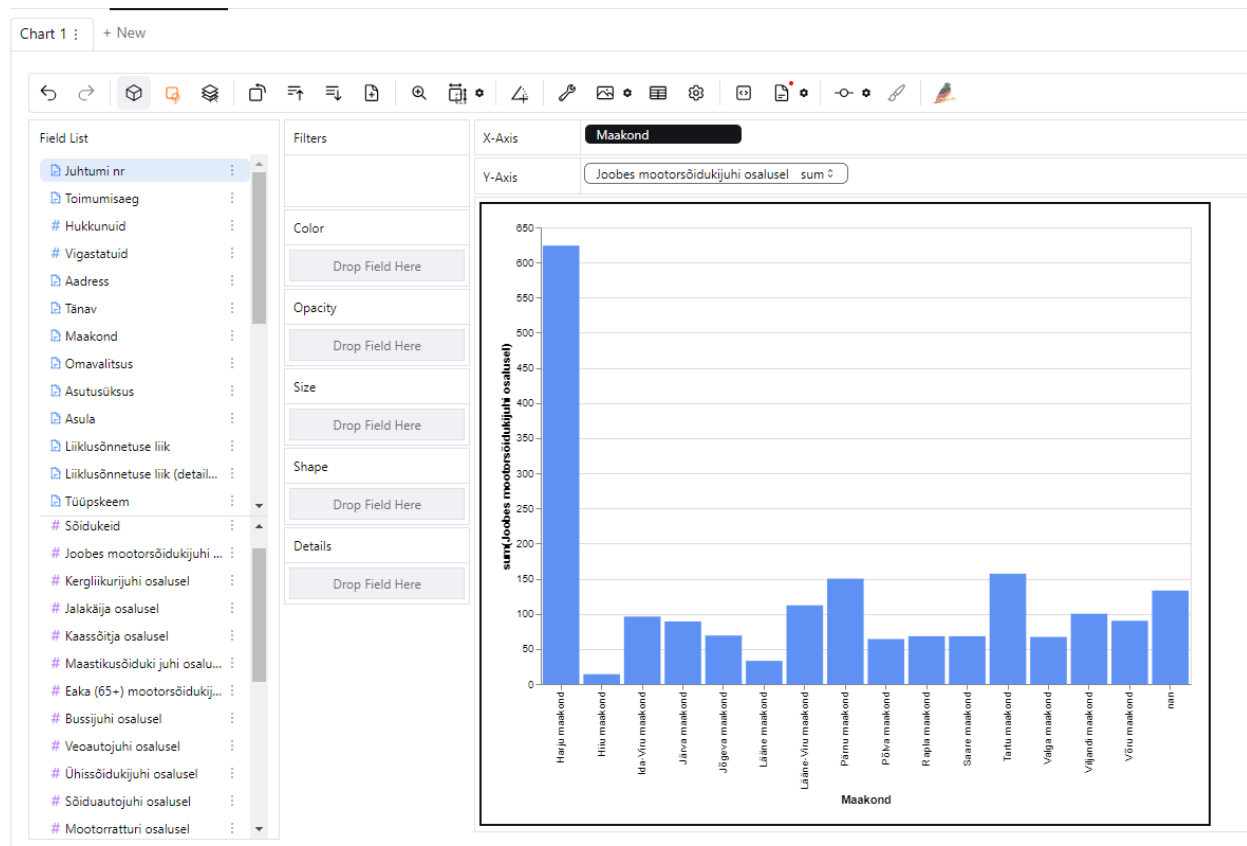 Chart 1
+ New
Field List
Juhtumi nr
Toimumisaeg
# Hukkunuid
# Vigastatuid
Aadress
Tänav
Maakond
Omavalitsus
Asutusüksus
Asula
Liiklusõnnetuse liik
Liiklusõnnetuse liik (detail...
Tüüpskeem
# Sõidukeid
# Joobes mootorsõidukijuhi ...
# Kergliikurijuhi osalusel
# Jalakäija osalusel
# Kaassõitja osalusel
# Maastikusõiduki juhi osalu...
# Eaka (65+) mootorsõidukij...
# Bussijuhi osalusel
# Veoautojuhi osalusel
# Ühissõidukijuhi osalusel
# Sõiduautojuhi osalusel
# Mootorratturi osalusel
Filters
Color
Drop Field Here
Opacity
Drop Field Here
Size
Drop Field Here
Shape
Drop Field Here
Details
Drop Field Here
X-Axis
Maakond
Y-Axis
Joobes mootorsõidukijuhi osalusel sum
sum(Joobes mootorsõidukijuhi osalusel)
650
600
550
500
450
400
350
300
250
200
150
100
50
0
Harju maakond
Hiiu maakond
Ida-Viru maakond
Järva maakond
Jõgeva maakond
Lääne maakond
Lääne-Viru maakond
Pärnu maakond
Põlva maakond
Rapla maakond
Saare maakond
Tartu maakond
Valga maakond
Viljandi maakond
Võru maakond
nan
Maakond